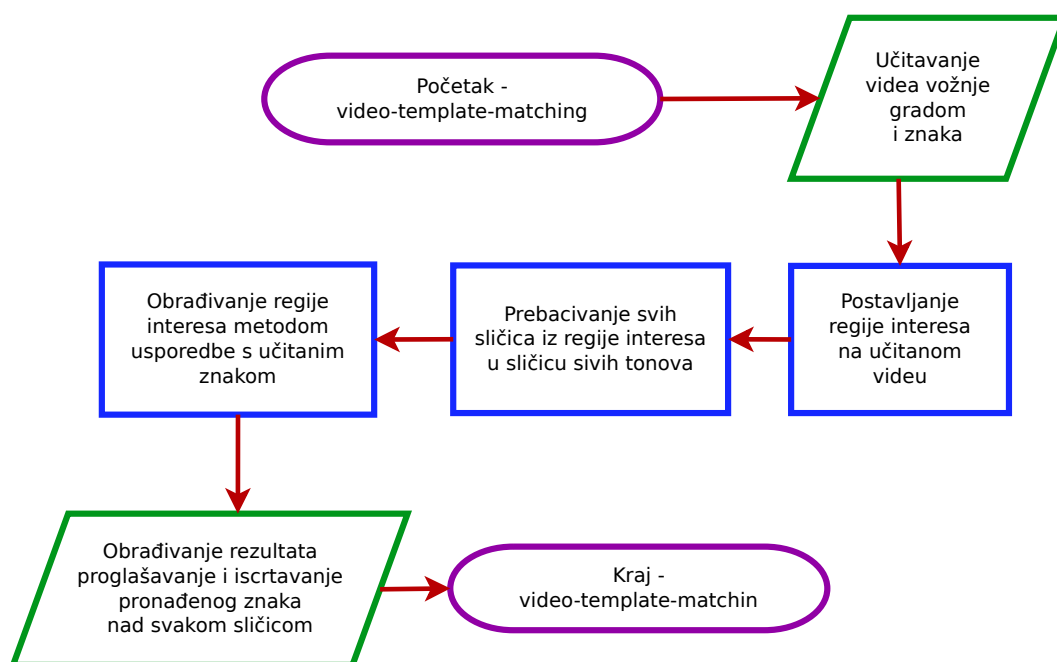 Početak -
video-template-matching
Učitavanje
videa vožnje
gradom
i znaka
Postavljanje
regije interesa
na učitanom
videu
Prebacivanje svih
sličica iz regije interesa
u sličicu sivih tonova
Obrađivanje regije
interesa metodom
usporedbe s učitanim
znakom
Obrađivanje rezultata
proglašavanje i iscrtavanje
pronađenog znaka
nad svakom sličicom
Kraj -
video-template-matchin